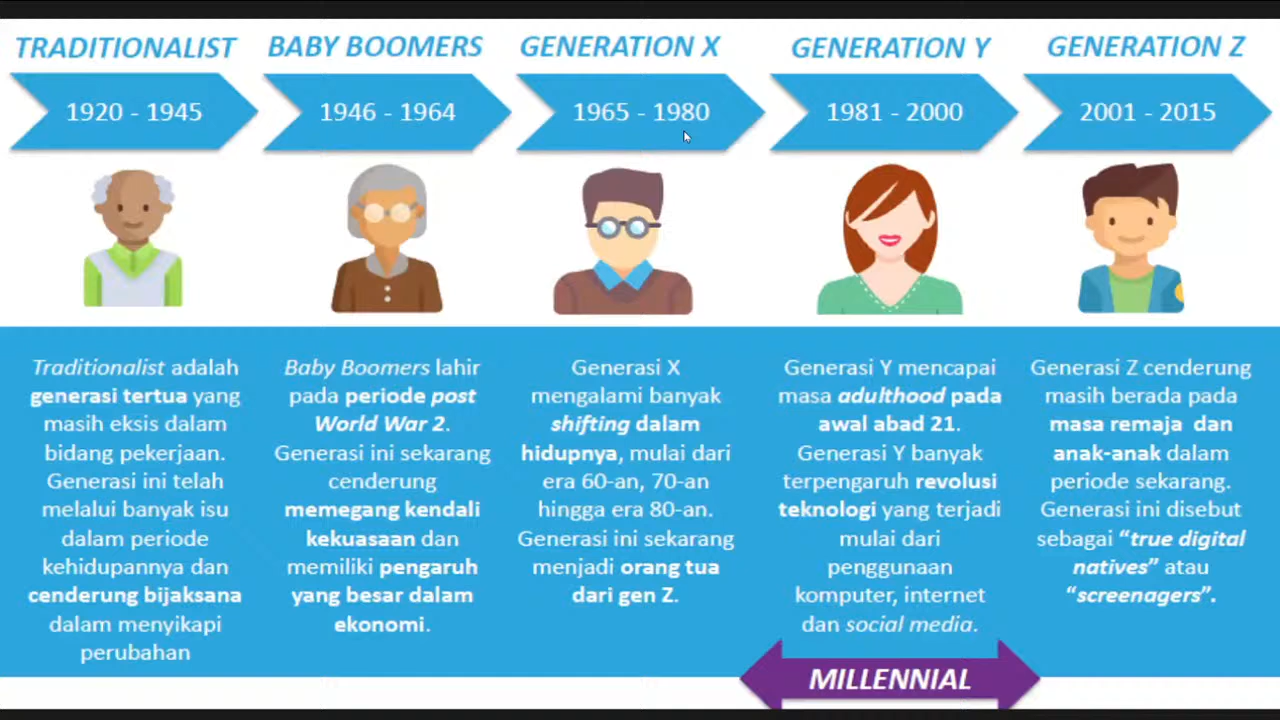 TRADITIONALIST
1920 - 1945
Traditionalist adalah
generasi tertua yang
masih eksis dalam
bidang pekerjaan.
Generasi ini telah
melalui banyak isu
dalam periode
kehidupannya dan
cenderung bijaksana
dalam menyikapi
perubahan
BABY BOOMERS
1946 - 1964
Baby Boomers lahir
pada periode post
World War 2.
Generasi ini sekarang
cenderung
memegang kendali
kekuasaan dan
memiliki pengaruh
yang besar dalam
ekonomi.
GENERATION X
1965 - 1980
Generasi X
mengalami banyak
shifting dalam
hidupnya, mulai dari
era 60-an, 70-an
hingga era 80-an.
Generasi ini sekarang
menjadi orang tua
dari gen Z.
GENERATION Y
1981 - 2000
Generasi Y mencapai
masa adulthood pada
awal abad 21.
Generasi Y banyak
terpengaruh revolusi
teknologi yang terjadi
mulai dari
penggunaan
komputer, internet
dan social media.
MILLENNIAL
GENERATION Z
2001 - 2015
Generasi Z cenderung
masih berada pada
masa remaja dan
anak-anak dalam
periode sekarang.
Generasi ini disebut
sebagai “true digital
natives” atau
“screenagers”.